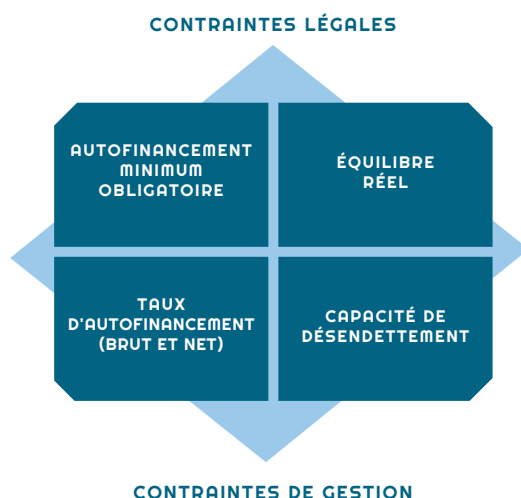 CONTRAINTES LÉGALES
AUTOFINANCEMENT
MINIMUM
OBLIGATOIRE
ÉQUILIBRE
RÉEL
TAUX
D'AUTOFINANCEMENT
(BRUT ET NET)
CAPACITÉ DE
DÉSENDETTEMENT
CONTRAINTES DE GESTION